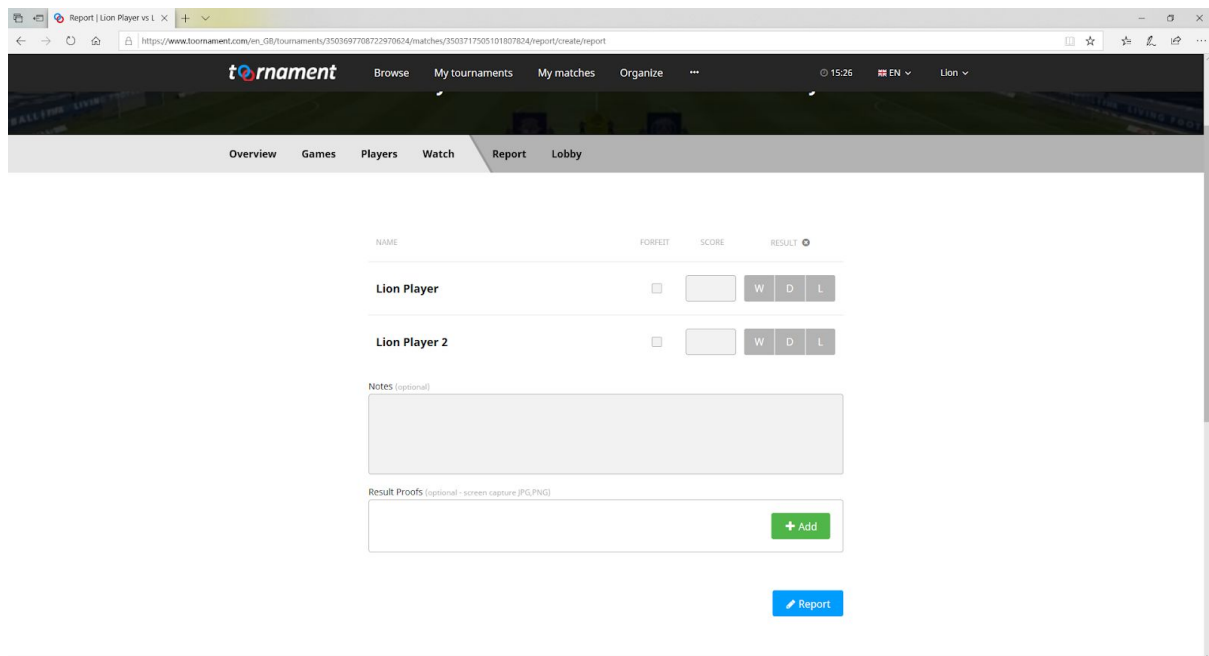 Report | Lion Player vs L
https://www.toornament.com/en_GB/tournaments/3503697708722970624/matches/3503717505101807824/report/create/report
toornament Browse My tournaments My matches Organize ··· 15:26 EN Lion
Overview Games Players Watch Report Lobby
NAME FORFEIT SCORE RESULT
Lion Player W D L
Lion Player 2 W D L
Notes (optional)
Result Proofs (optional - screen capture JPG,PNG)
+ Add
Report